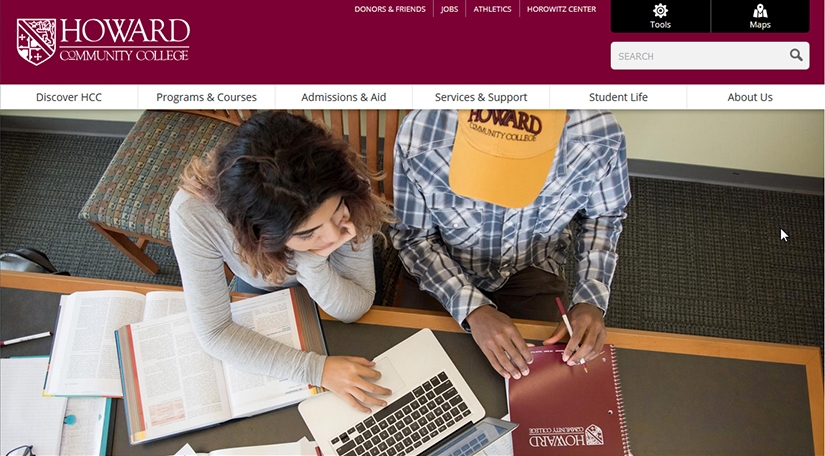 DONORS & FRIENDS
JOBS
ATHLETICS
HOROWITZ CENTER
Tools
Maps
HOWARD
COMMUNITY COLLEGE
SEARCH
Discover HCC
Programs & Courses
Admissions & Aid
Services & Support
Student Life
About Us
HOWARD
COMMUNITY COLLEGE
HOWARD
COMMUNITY COLLEGE